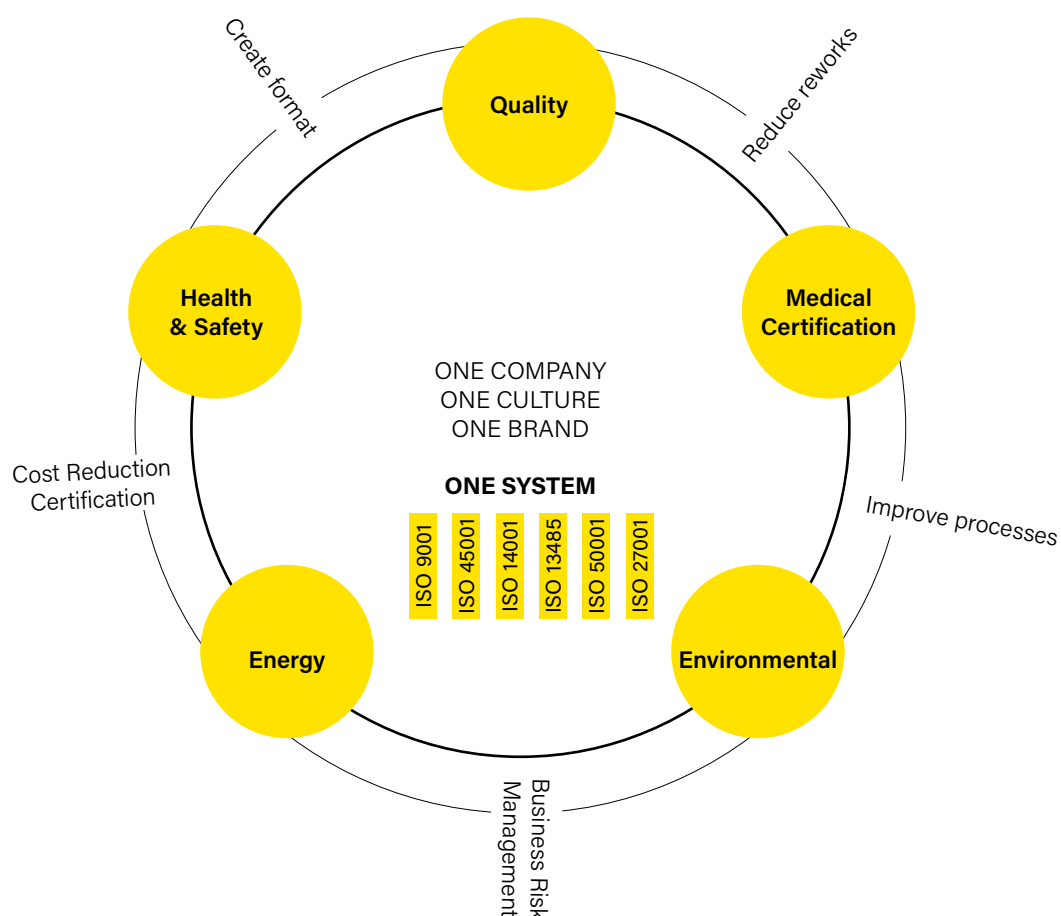 Create format
Quality
Reduce reworks
Health
& Safety
Medical
Certification
ONE COMPANY
ONE CULTURE
ONE BRAND
Cost Reduction
Certification
ONE SYSTEM
ISO 9001
ISO 45001
ISO 14001
ISO 13485
ISO 50001
ISO 27001
Improve processes
Energy
Environmental
Business Risk
Management